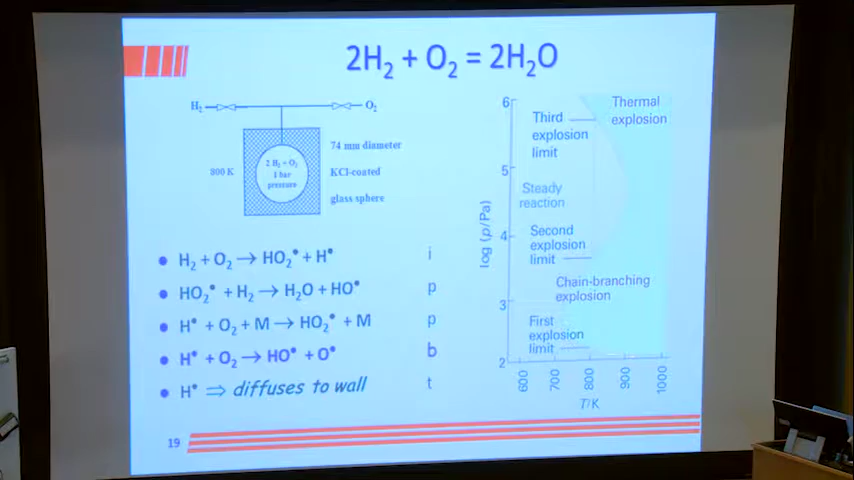 2H₂ + O₂ = 2H₂O
H₂
O₂
74 mm diameter
800 K
2 H₂ + O₂
1 bar
pressure
KCl-coated
glass sphere
H₂ + O₂ → HO₂• + H• i
HO₂• + H₂ → H₂O + HO• p
H• + O₂ + M → HO₂• + M p
H• + O₂ → HO• + O• b
H• ⇒ diffuses to wall t
19
log (p/Pa)
6
5
4
3
2
Thermal
explosion
Third
explosion
limit
Steady
reaction
Second
explosion
limit
Chain-branching
explosion
First
explosion
limit
600 700 800 900 1000
T/K